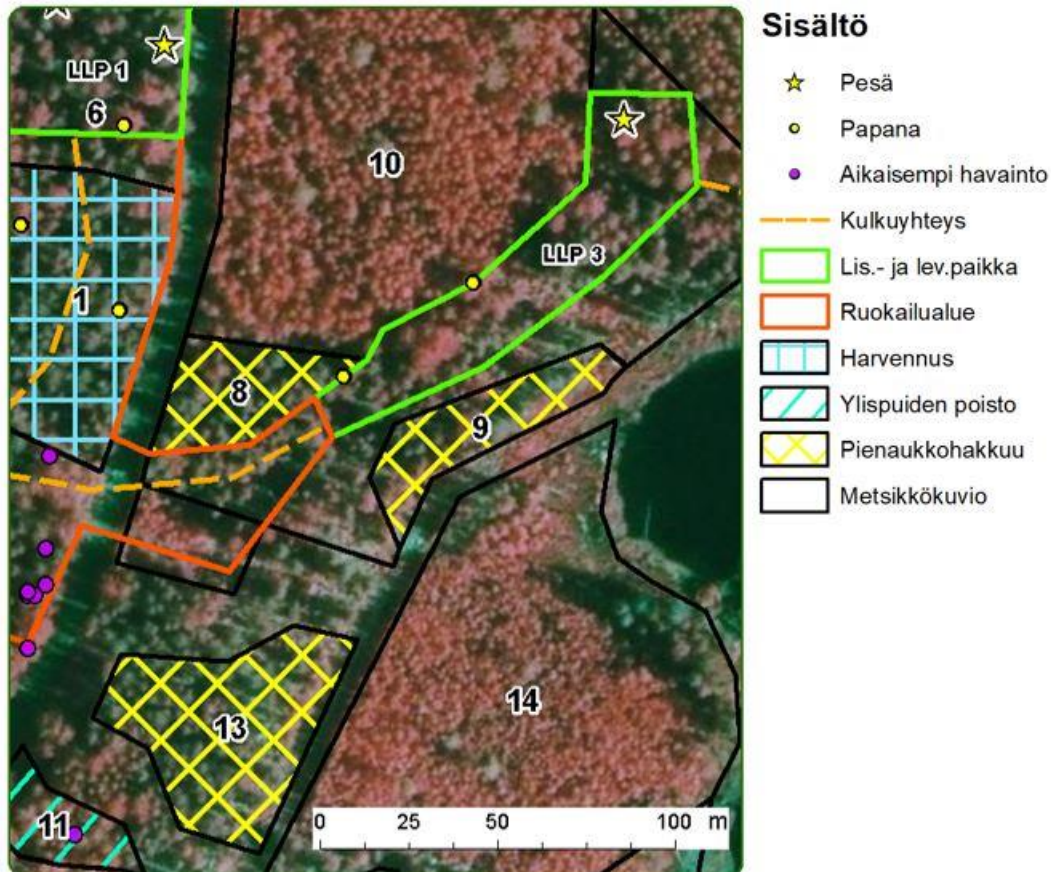 LLP 1
6
10
1
LLP 3
8
9
13
14
11
0 25 50 100 m
Sisältö
Pesä
Papana
Aikaisempi havainto
Kulkuyhteys
Lis.- ja lev.paikka
Ruokailualue
Harvennus
Ylispuiden poisto
Pienaukkohakkuu
Metsikkökuvio